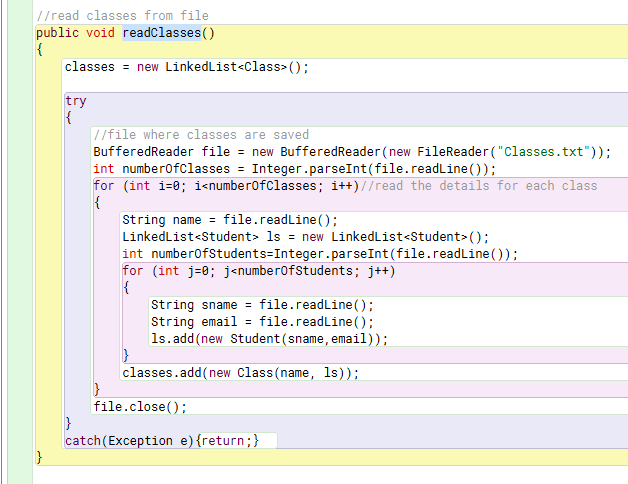 //read classes from file
public void readClasses()
{
classes = new LinkedList<Class>();
try
{
//file where classes are saved
BufferedReader file = new BufferedReader(new FileReader("Classes.txt"));
int numberOfClasses = Integer.parseInt(file.readLine());
for (int i=0; i<numberOfClasses; i++)//read the details for each class
{
String name = file.readLine();
LinkedList<Student> ls = new LinkedList<Student>();
int numberOfStudents=Integer.parseInt(file.readLine());
for (int j=0; j<numberOfStudents; j++)
{
String sname = file.readLine();
String email = file.readLine();
ls.add(new Student(sname,email));
}
classes.add(new Class(name, ls));
}
file.close();
}
catch(Exception e){return;}
}